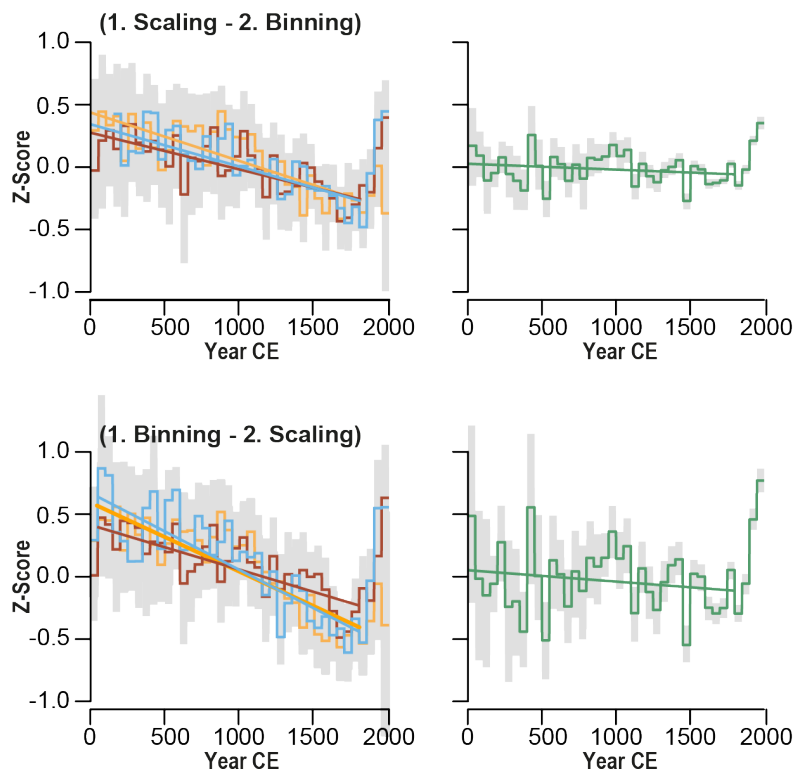 (1. Scaling - 2. Binning)
1.0
0.5
0.0
-0.5
-1.0
Z-Score
0 500 1000 1500 2000
Year CE
0 500 1000 1500 2000
Year CE
(1. Binning - 2. Scaling)
1.0
0.5
0.0
-0.5
-1.0
Z-Score
0 500 1000 1500 2000
Year CE
0 500 1000 1500 2000
Year CE